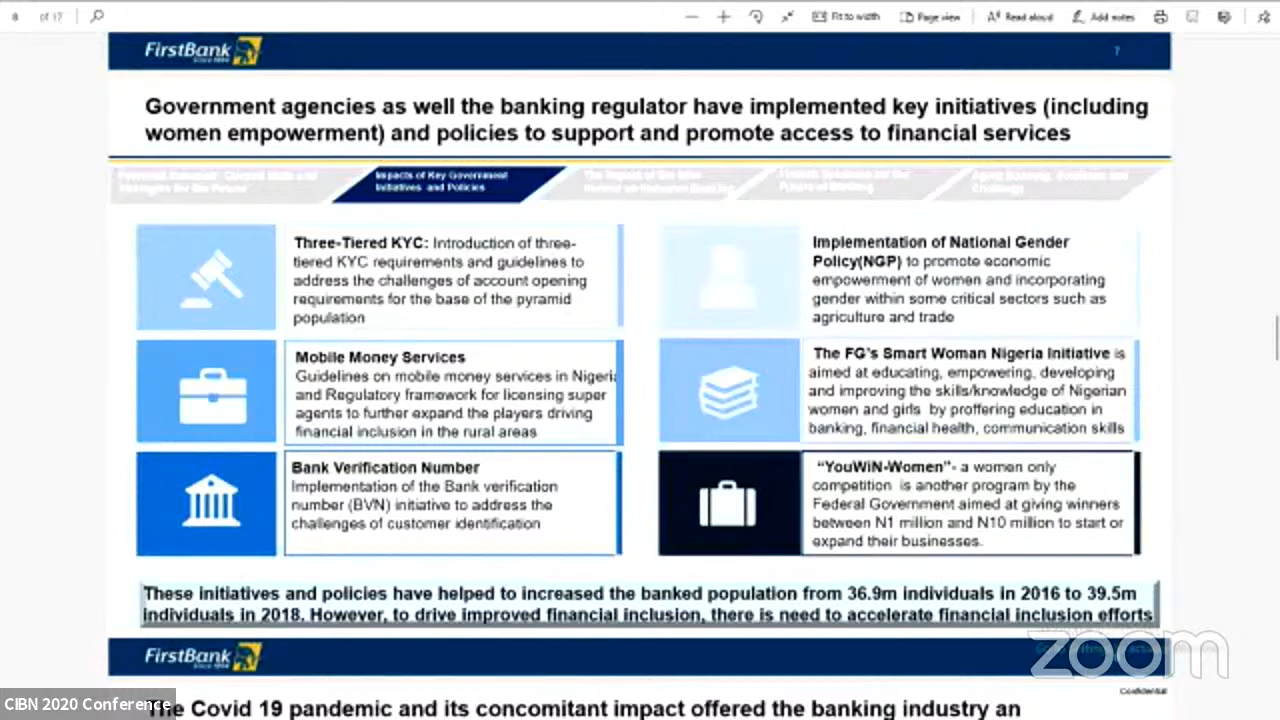 8 of 17 Fit to width Page view Read aloud Add notes
FirstBank
Since 1894
7
Government agencies as well the banking regulator have implemented key initiatives (including
women empowerment) and policies to support and promote access to financial services
Impacts of Key Government
Initiatives and Policies
Three-Tiered KYC: Introduction of three-
tiered KYC requirements and guidelines to
address the challenges of account opening
requirements for the base of the pyramid
population
Implementation of National Gender
Policy(NGP) to promote economic
empowerment of women and incorporating
gender within some critical sectors such as
agriculture and trade
Mobile Money Services
Guidelines on mobile money services in Nigeria
and Regulatory framework for licensing super
agents to further expand the players driving
financial inclusion in the rural areas
The FG's Smart Woman Nigeria Initiative is
aimed at educating, empowering, developing
and improving the skills/knowledge of Nigerian
women and girls by proffering education in
banking, financial health, communication skills
Bank Verification Number
Implementation of the Bank verification
number (BVN) initiative to address the
challenges of customer identification
"YouWiN-Women"- a women only
competition is another program by the
Federal Government aimed at giving winners
between N1 million and N10 million to start or
expand their businesses.
These initiatives and policies have helped to increased the banked population from 36.9m individuals in 2016 to 39.5m
individuals in 2018. However, to drive improved financial inclusion, there is need to accelerate financial inclusion efforts
FirstBank
Since 1894
zoom
Confidential
CIBN 2020 Conference
The Covid 19 pandemic and its concomitant impact offered the banking industry an